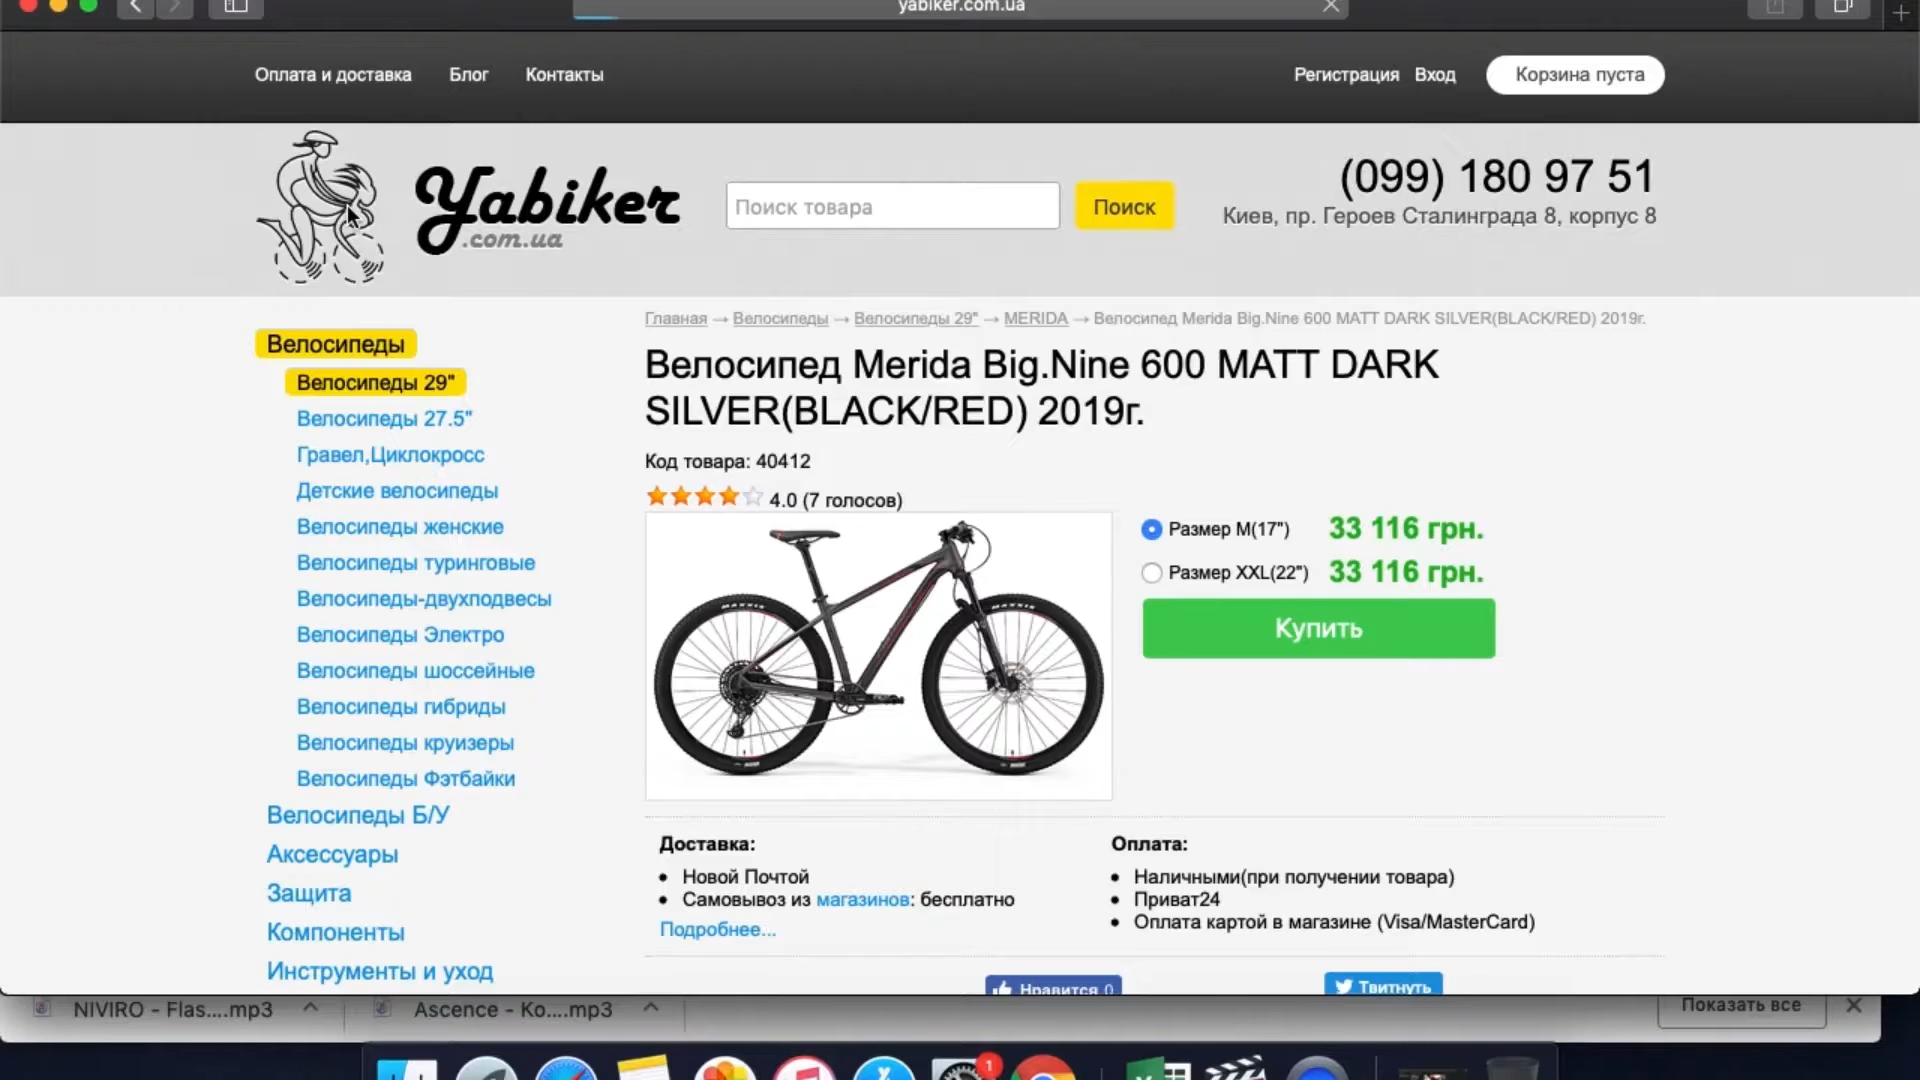 yabiker.com.ua
Оплата и доставка Блог Контакты Регистрация Вход Корзина пуста
Yabiker
.com.ua
Поиск товара Поиск
(099) 180 97 51
Киев, пр. Героев Сталинграда 8, корпус 8
Главная → Велосипеды → Велосипеды 29" → MERIDA → Велосипед Merida Big.Nine 600 MATT DARK SILVER(BLACK/RED) 2019г.
Велосипеды
Велосипеды 29"
Велосипеды 27.5"
Гравел,Циклокросс
Детские велосипеды
Велосипеды женские
Велосипеды туринговые
Велосипеды-двухподвесы
Велосипеды Электро
Велосипеды шоссейные
Велосипеды гибриды
Велосипеды круизеры
Велосипеды Фэтбайки
Велосипеды Б/У
Аксессуары
Защита
Компоненты
Инструменты и уход
Велосипед Merida Big.Nine 600 MATT DARK
SILVER(BLACK/RED) 2019г.
Код товара: 40412
4.0 (7 голосов)
MAXXIS MAXXIS
Размер M(17") 33 116 грн.
Размер XXL(22") 33 116 грн.
Купить
Доставка:
• Новой Почтой
• Самовывоз из магазинов: бесплатно
Подробнее...
Оплата:
• Наличными(при получении товара)
• Приват24
• Оплата картой в магазине (Visa/MasterCard)
Нравится 0 Твитнуть
NIVIRO - Flas....mp3 Ascence - Ko....mp3 Показать все
1